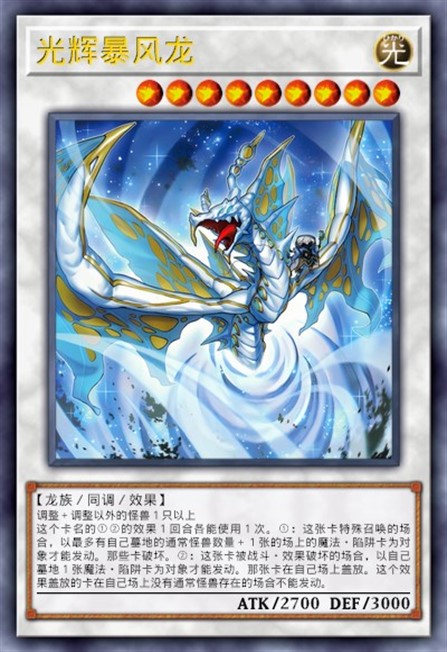 光辉暴风龙
ひかり
光
【龙族/同调/效果】
调整+调整以外的怪兽1只以上
这个卡名的①②的效果1回合各能使用1次。①：这张卡特殊召唤的场
合，以最多有自己墓地的通常怪兽数量+1张的场上的魔法·陷阱卡为对
象才能发动。那些卡破坏。②：这张卡被战斗·效果破坏的场合，以自己
墓地1张魔法·陷阱卡为对象才能发动。那张卡在自己场上盖放。这个效
果盖放的卡在自己场上没有通常怪兽存在的场合不能发动。
ATK/2700 DEF/3000